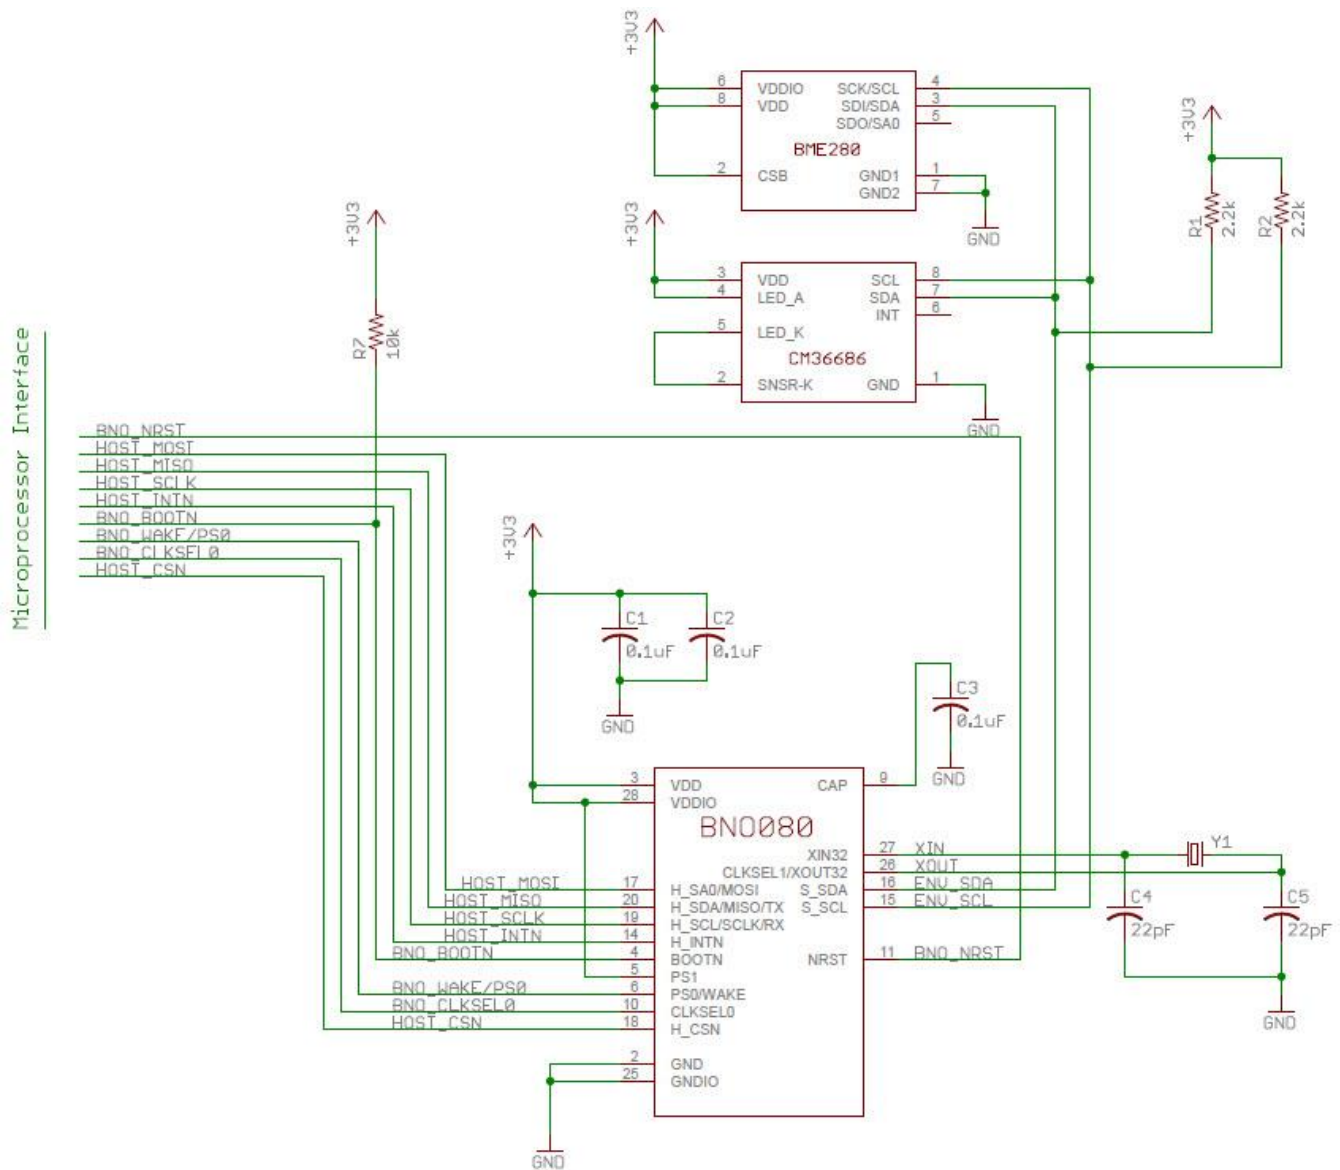 +3V3
6 VDDIO SCK/SCL 4
8 VDD SDI/SDA 3
SDO/SA0 5
BME280
2 CSB GND1 1
GND2 7
GND
+3V3
R1 2.2k
R2 2.2k
+3V3
3 VDD SCL 8
4 LED_A SDA 7
INT 6
5 LED_K
CM36686
2 SNSR-K GND 1
GND
+3V3
R7 10k
Microprocessor Interface
BNO_NRST
HOST_MOSI
HOST_MISO
HOST_SCLK
HOST_INTN
BNO_BOOTN
BNO_WAKE/PS0
BNO_CLKSEL0
HOST_CSN
+3V3
C1
0.1uF
C2
0.1uF
GND
C3
0.1uF
GND
3 VDD CAP 9
28 VDDIO
BNO080
XIN32 27 XIN
CLKSEL1/XOUT32 26 XOUT
HOST_MOSI 17 H_SA0/MOSI S_SDA 16 ENV_SDA
HOST_MISO 20 H_SDA/MISO/TX S_SCL 15 ENV_SCL
HOST_SCLK 19 H_SCL/SCLK/RX
HOST_INTN 14 H_INTN
BNO_BOOTN 4 BOOTN NRST 11 BNO_NRST
5 PS1
BNO_WAKE/PS0 6 PS0/WAKE
BNO_CLKSEL0 10 CLKSEL0
HOST_CSN 18 H_CSN
2 GND
25 GNDIO
GND
Y1
C4
22pF
C5
22pF
GND